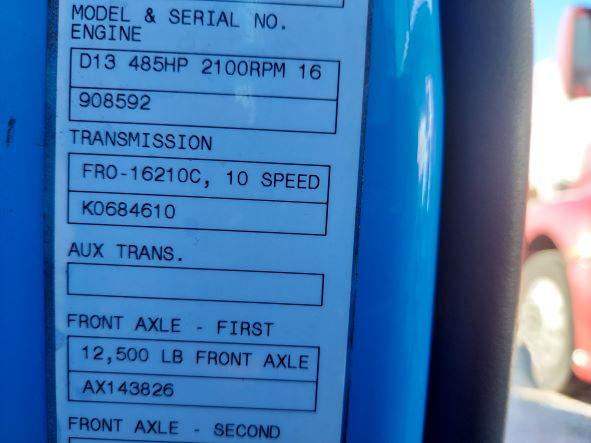 MODEL & SERIAL NO.
ENGINE
D13 485HP 2100RPM 16
908592
TRANSMISSION
FRO-16210C, 10 SPEED
K0684610
AUX TRANS.
FRONT AXLE - FIRST
12,500 LB FRONT AXLE
AX143826
FRONT AXLE - SECOND